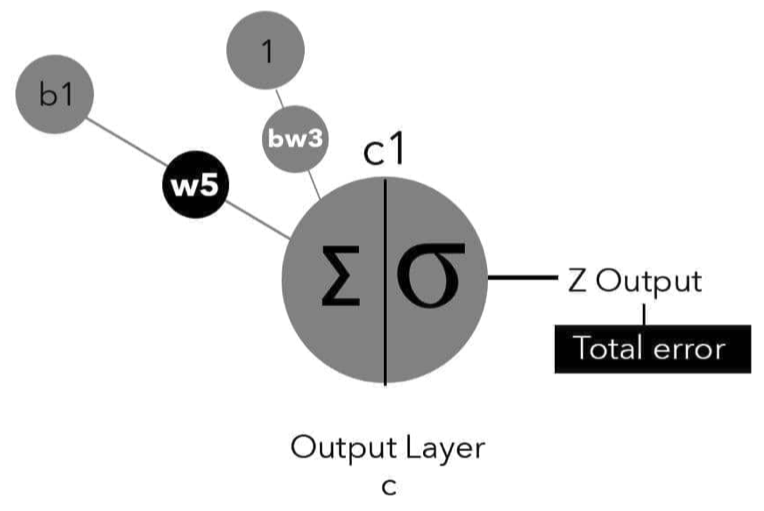 1
b1
bw3
c1
w5
Σ
σ
Z Output
Total error
Output Layer
c